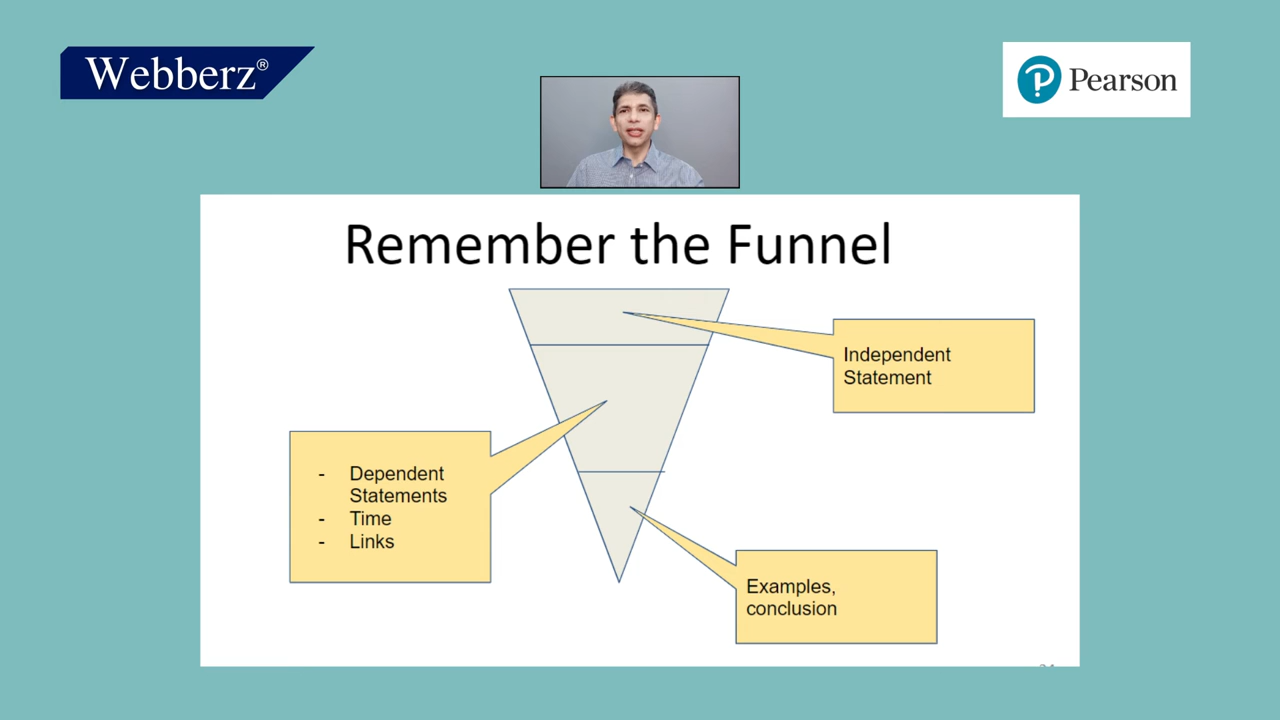 Webberz®
Pearson
Remember the Funnel
Independent
Statement
- Dependent
Statements
- Time
- Links
Examples,
conclusion